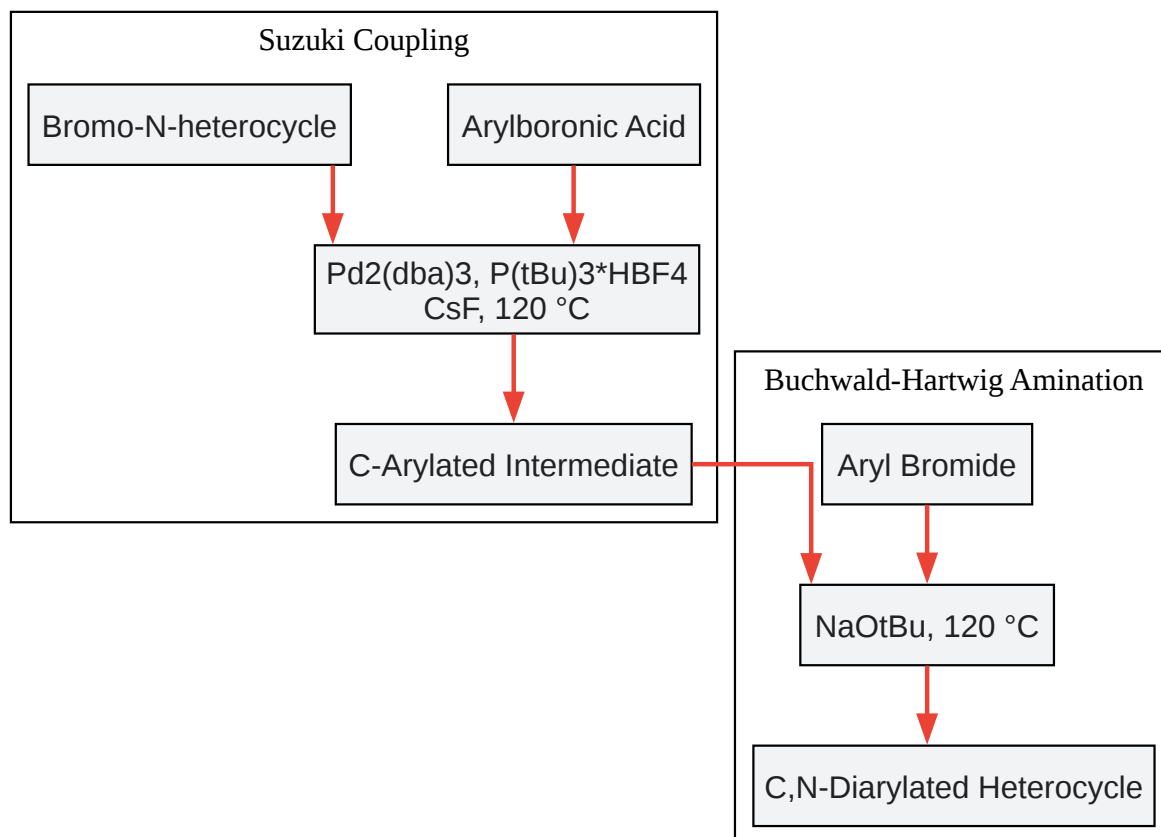 Suzuki Coupling
Bromo-N-heterocycle
Arylboronic Acid
Pd2(dba)3, P(tBu)3*HBF4
CsF, 120 °C
C-Arylated Intermediate
Buchwald-Hartwig Amination
Aryl Bromide
NaOtBu, 120 °C
C,N-Diarylated Heterocycle